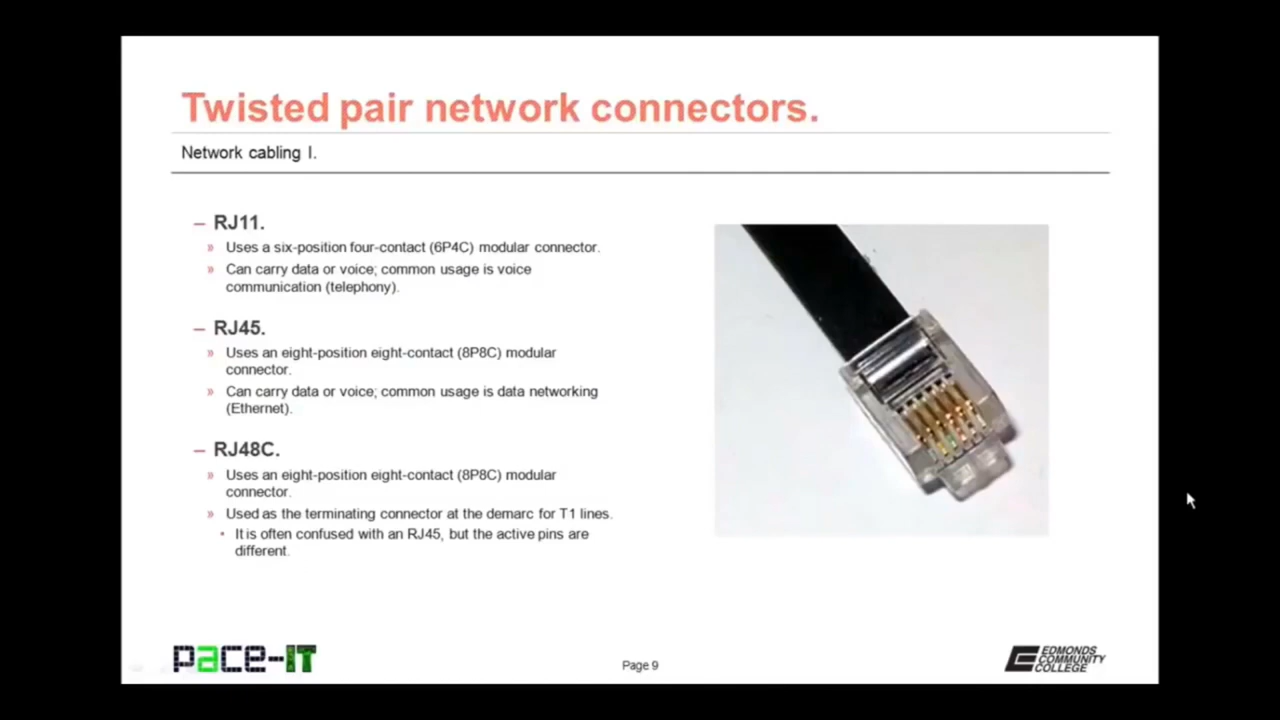 Twisted pair network connectors.
Network cabling I.
– RJ11.
» Uses a six-position four-contact (6P4C) modular connector.
» Can carry data or voice; common usage is voice
communication (telephony).
– RJ45.
» Uses an eight-position eight-contact (8P8C) modular
connector.
» Can carry data or voice; common usage is data networking
(Ethernet).
– RJ48C.
» Uses an eight-position eight-contact (8P8C) modular
connector.
» Used as the terminating connector at the demarc for T1 lines.
• It is often confused with an RJ45, but the active pins are
different.
pace-IT
Page 9
EDMONDS
COMMUNITY
COLLEGE